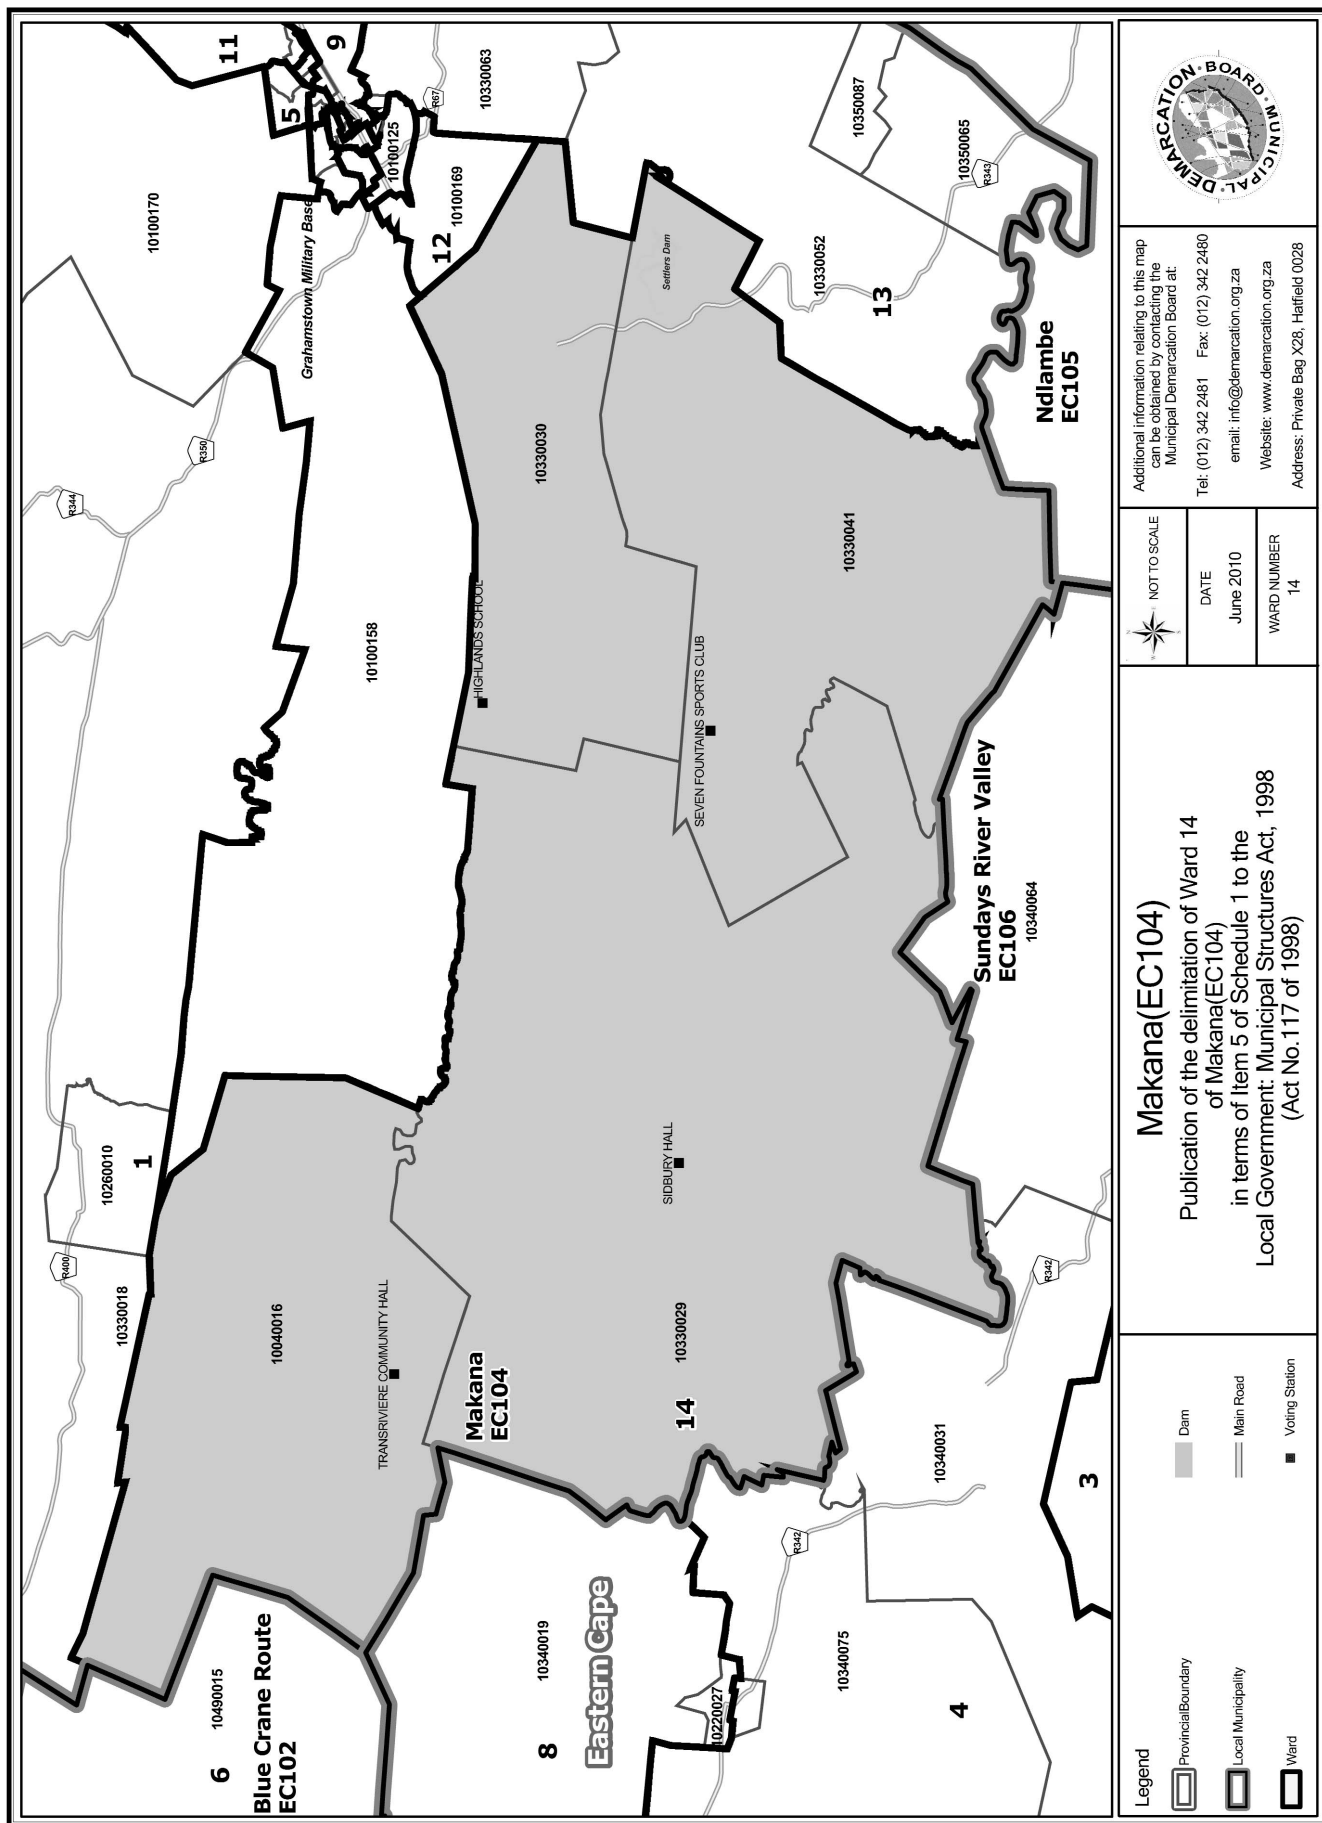 11
9
5
10330063
R67
10100125
10100170
10100169
12
Grahamstown Military Base
10350087
10350065
R343
Settlers Dam
10330052
13
Ndlambe
EC105
R350
R344
10330030
10330041
10100158
HIGHLANDS SCHOOL
SEVEN FOUNTAINS SPORTS CLUB
Sundays River Valley
EC106
10340064
10260010
1
SIDBURY HALL
R400
10330018
10040016
TRANSRIVIERE COMMUNITY HALL
10330029
Makana
EC104
14
R342
10340031
3
R342
10490015
6
Blue Crane Route
EC102
10340019
8
Eastern Cape
10220027
10340075
4
Legend
ProvincialBoundary
Local Municipality
Ward
Dam
Main Road
Voting Station
Makana(EC104)
Publication of the delimitation of Ward 14
of Makana(EC104)
in terms of Item 5 of Schedule 1 to the
Local Government: Municipal Structures Act, 1998
(Act No.117 of 1998)
N
E
S
W
NOT TO SCALE
DATE
June 2010
WARD NUMBER
14
Additional information relating to this map
can be obtained by contacting the
Municipal Demarcation Board at:
Tel: (012) 342 2481 Fax: (012) 342 2480
email: info@demarcation.org.za
Website: www.demarcation.org.za
Address: Private Bag X28, Hatfield 0028
MUNICIPAL · DEMARCATION · BOARD ·